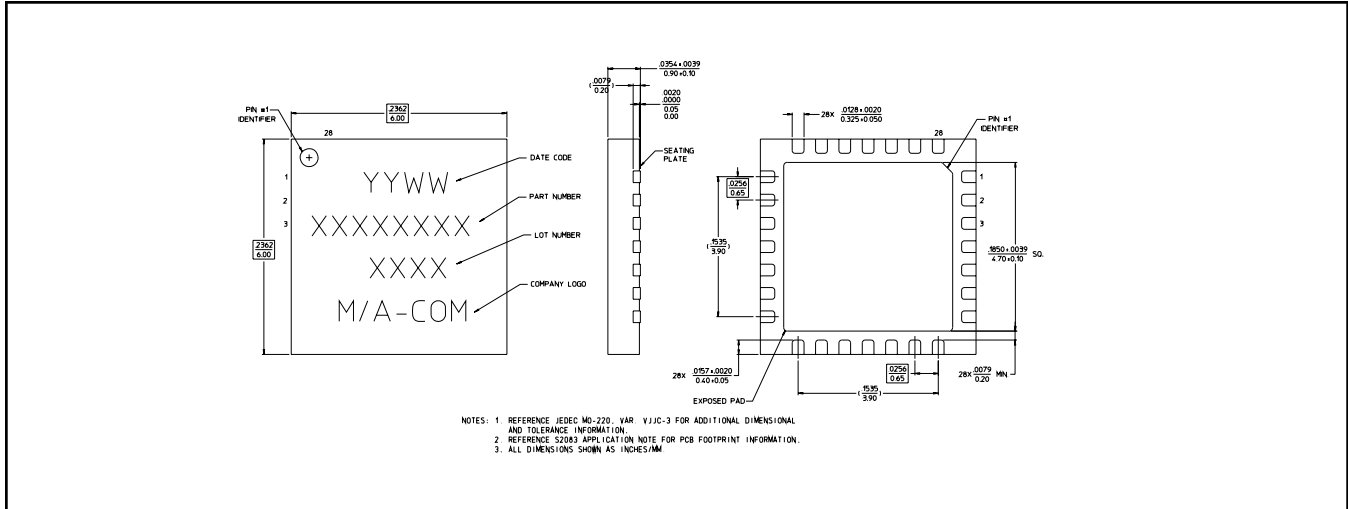 PIN #1
IDENTIFIER
.2362
6.00
28
1
2
3
.2362
6.00
YYWW
XXXXXXXX
XXXX
M/A-COM
DATE CODE
PART NUMBER
LOT NUMBER
COMPANY LOGO
.0354±.0039
0.90±0.10
(.0079
0.20)
.0020
.0000
0.05
0.00
SEATING
PLATE
28X .0128±.0020
0.325±0.050
28
PIN #1
IDENTIFIER
1
2
3
.0256
0.65
(.1535
3.90)
.1850±.0039 SQ.
4.70±0.10
28X .0157±.0020
0.40±0.05
EXPOSED PAD
.0256
0.65
(.1535
3.90)
28X .0079 MIN
0.20
NOTES: 1. REFERENCE JEDEC MO-220, VAR. VJJC-3 FOR ADDITIONAL DIMENSIONAL
AND TOLERANCE INFORMATION.
2. REFERENCE S2083 APPLICATION NOTE FOR PCB FOOTPRINT INFORMATION.
3. ALL DIMENSIONS SHOWN AS INCHES/MM.